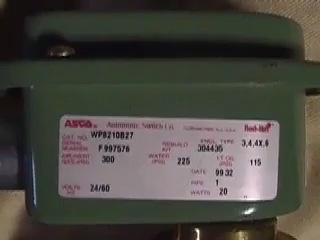 ASCO® Automatic Switch Co. Red-Hat®
CAT. NO. WP8210B27 ENCL. TYPE 3,4,4X,6
SERIAL NUMBER F997576 REBUILD KIT 304435
AIR,INERT GAS(PSI) 300 WATER (PSI) 225 LT OIL (PSI) 115
DATE 99 32
PIPE 1
VOLTS HZ 24/60 WATTS 20